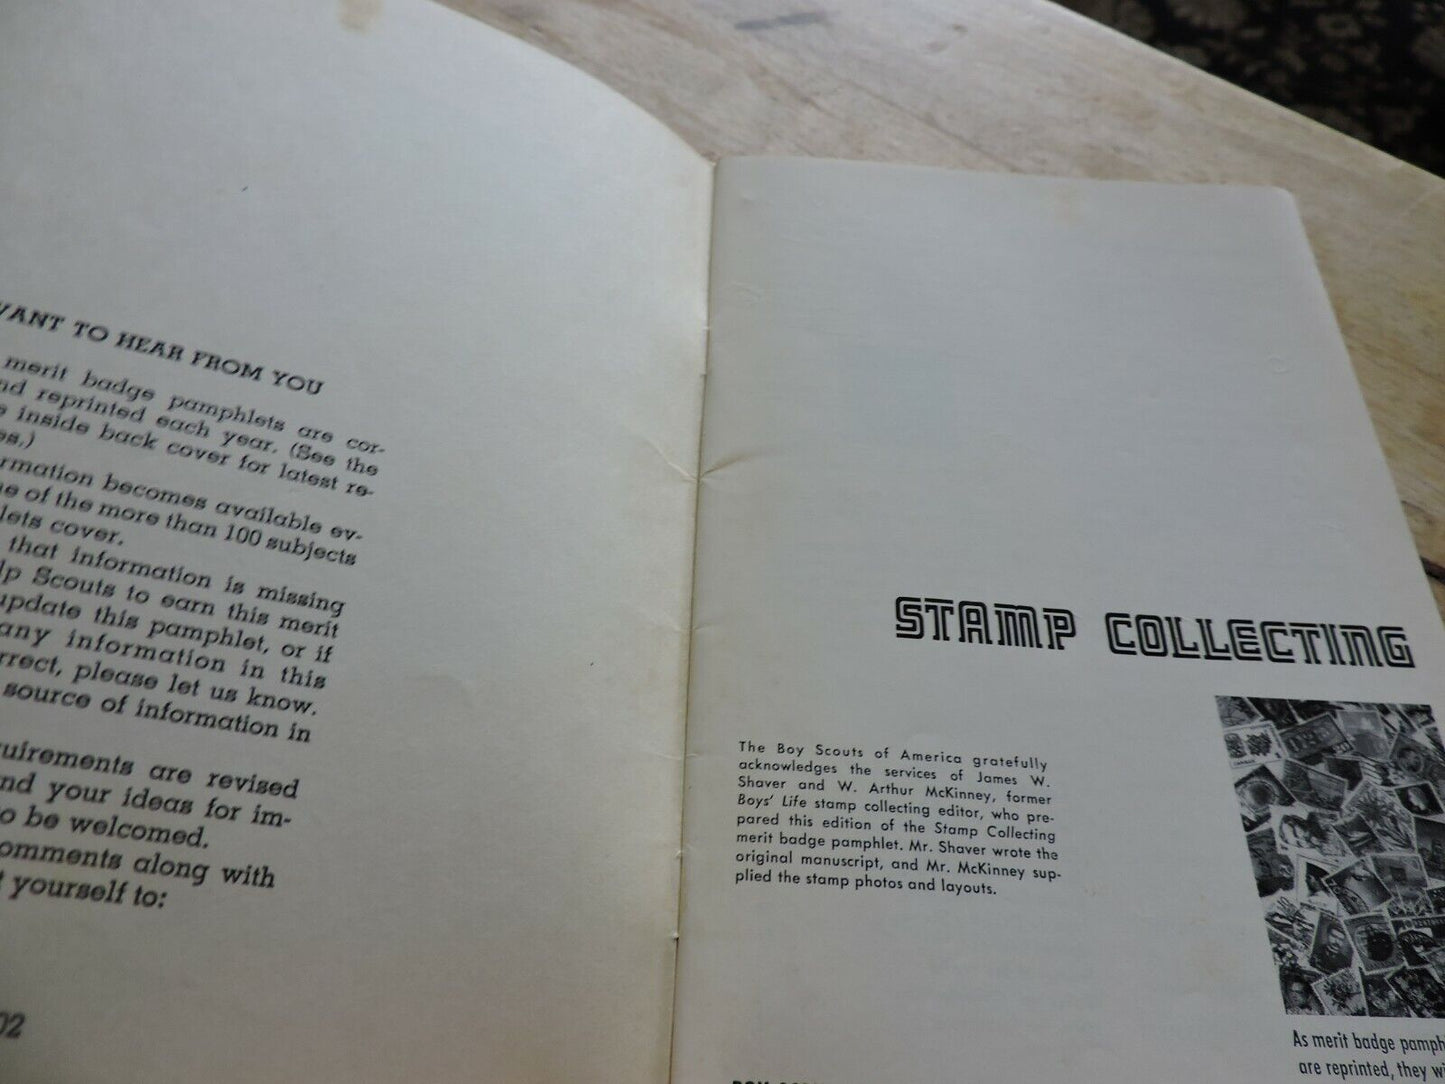 WANT TO HEAR FROM YOU
merit badge pamphlets are cor-
nd reprinted each year. (See the
e inside back cover for latest re-
es.)
rmation becomes available ev-
ne of the more than 100 subjects
lets cover.
that information is missing
lp Scouts to earn this merit
update this pamphlet, or if
any information in this
rrect, please let us know.
source of information in
uirements are revised
nd your ideas for im-
o be welcomed.
omments along with
t yourself to:
02
STAMP COLLECTING
The Boy Scouts of America gratefully
acknowledges the services of James W.
Shaver and W. Arthur McKinney, former
Boys' Life stamp collecting editor, who pre-
pared this edition of the Stamp Collecting
merit badge pamphlet. Mr. Shaver wrote the
original manuscript, and Mr. McKinney sup-
plied the stamp photos and layouts.
As merit badge pamph
are reprinted, they w